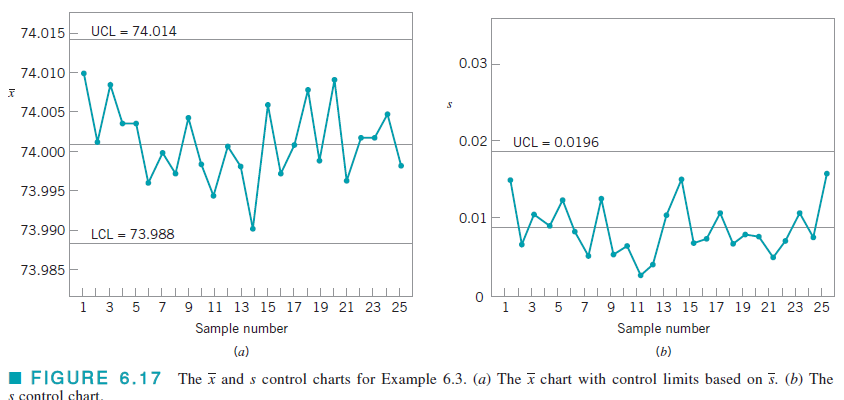 74.015
UCL = 74.014
74.010
x̄
74.005
74.000
73.995
73.990
LCL = 73.988
73.985
1 3 5 7 9 11 13 15 17 19 21 23 25
Sample number
(a)
0.03
s
0.02
UCL = 0.0196
0.01
0
1 3 5 7 9 11 13 15 17 19 21 23 25
Sample number
(b)
■ FIGURE 6.17 The x̄ and s control charts for Example 6.3. (a) The x̄ chart with control limits based on s̄. (b) The
s control chart.